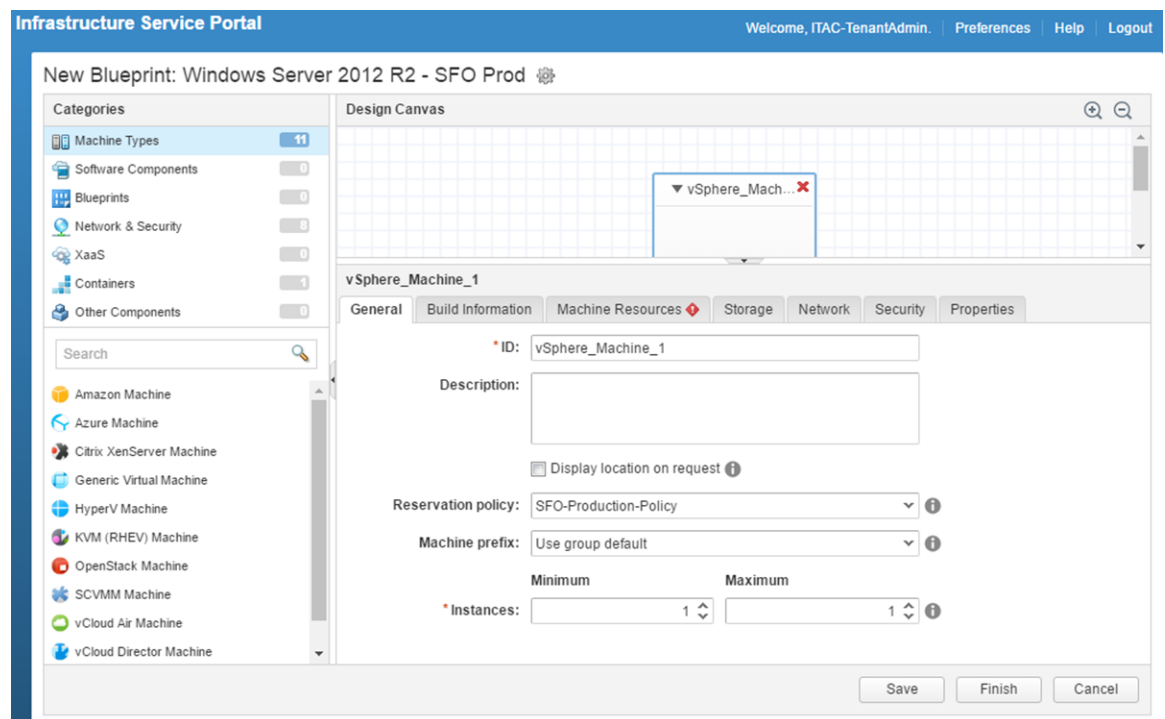 Infrastructure Service Portal
Welcome, ITAC-TenantAdmin. Preferences Help Logout
New Blueprint: Windows Server 2012 R2 - SFO Prod
Categories
Machine Types 11
Software Components 0
Blueprints 0
Network & Security 8
XaaS 0
Containers 1
Other Components 0
Search
Amazon Machine
Azure Machine
Citrix XenServer Machine
Generic Virtual Machine
HyperV Machine
KVM (RHEV) Machine
OpenStack Machine
SCVMM Machine
vCloud Air Machine
vCloud Director Machine
Design Canvas
vSphere_Mach...
vSphere_Machine_1
General Build Information Machine Resources Storage Network Security Properties
*ID: vSphere_Machine_1
Description:
Display location on request
Reservation policy: SFO-Production-Policy
Machine prefix: Use group default
Minimum Maximum
*Instances: 1 1
Save Finish Cancel